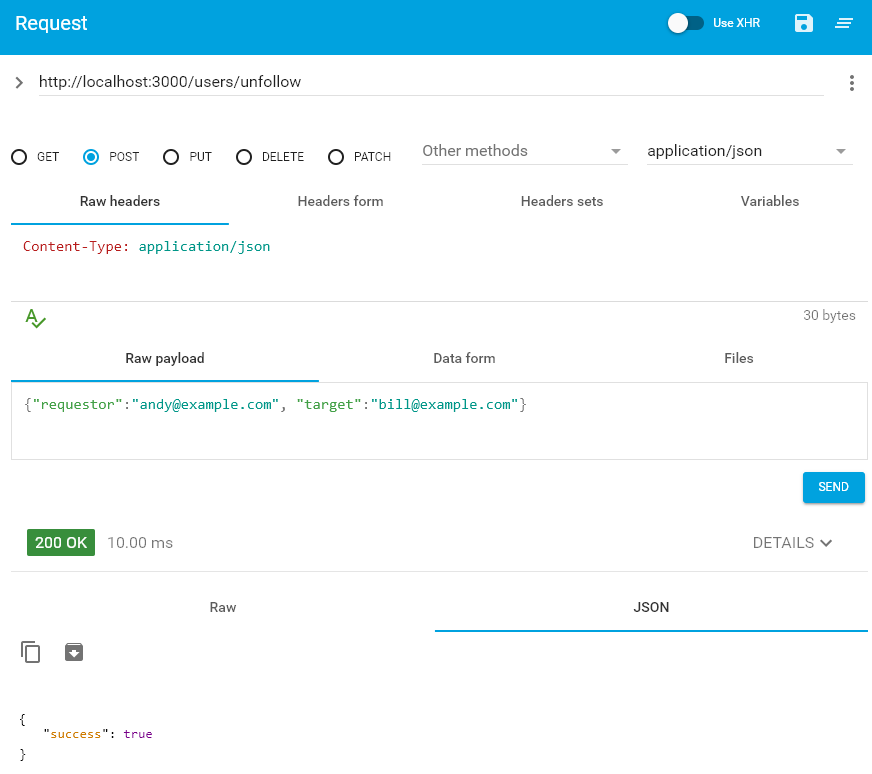 Request
Use XHR
http://localhost:3000/users/unfollow
GET POST PUT DELETE PATCH Other methods application/json
Raw headers Headers form Headers sets Variables
Content-Type: application/json
30 bytes
Raw payload Data form Files
{"requestor":"andy@example.com", "target":"bill@example.com"}
SEND
200 OK 10.00 ms DETAILS
Raw JSON
{
"success": true
}